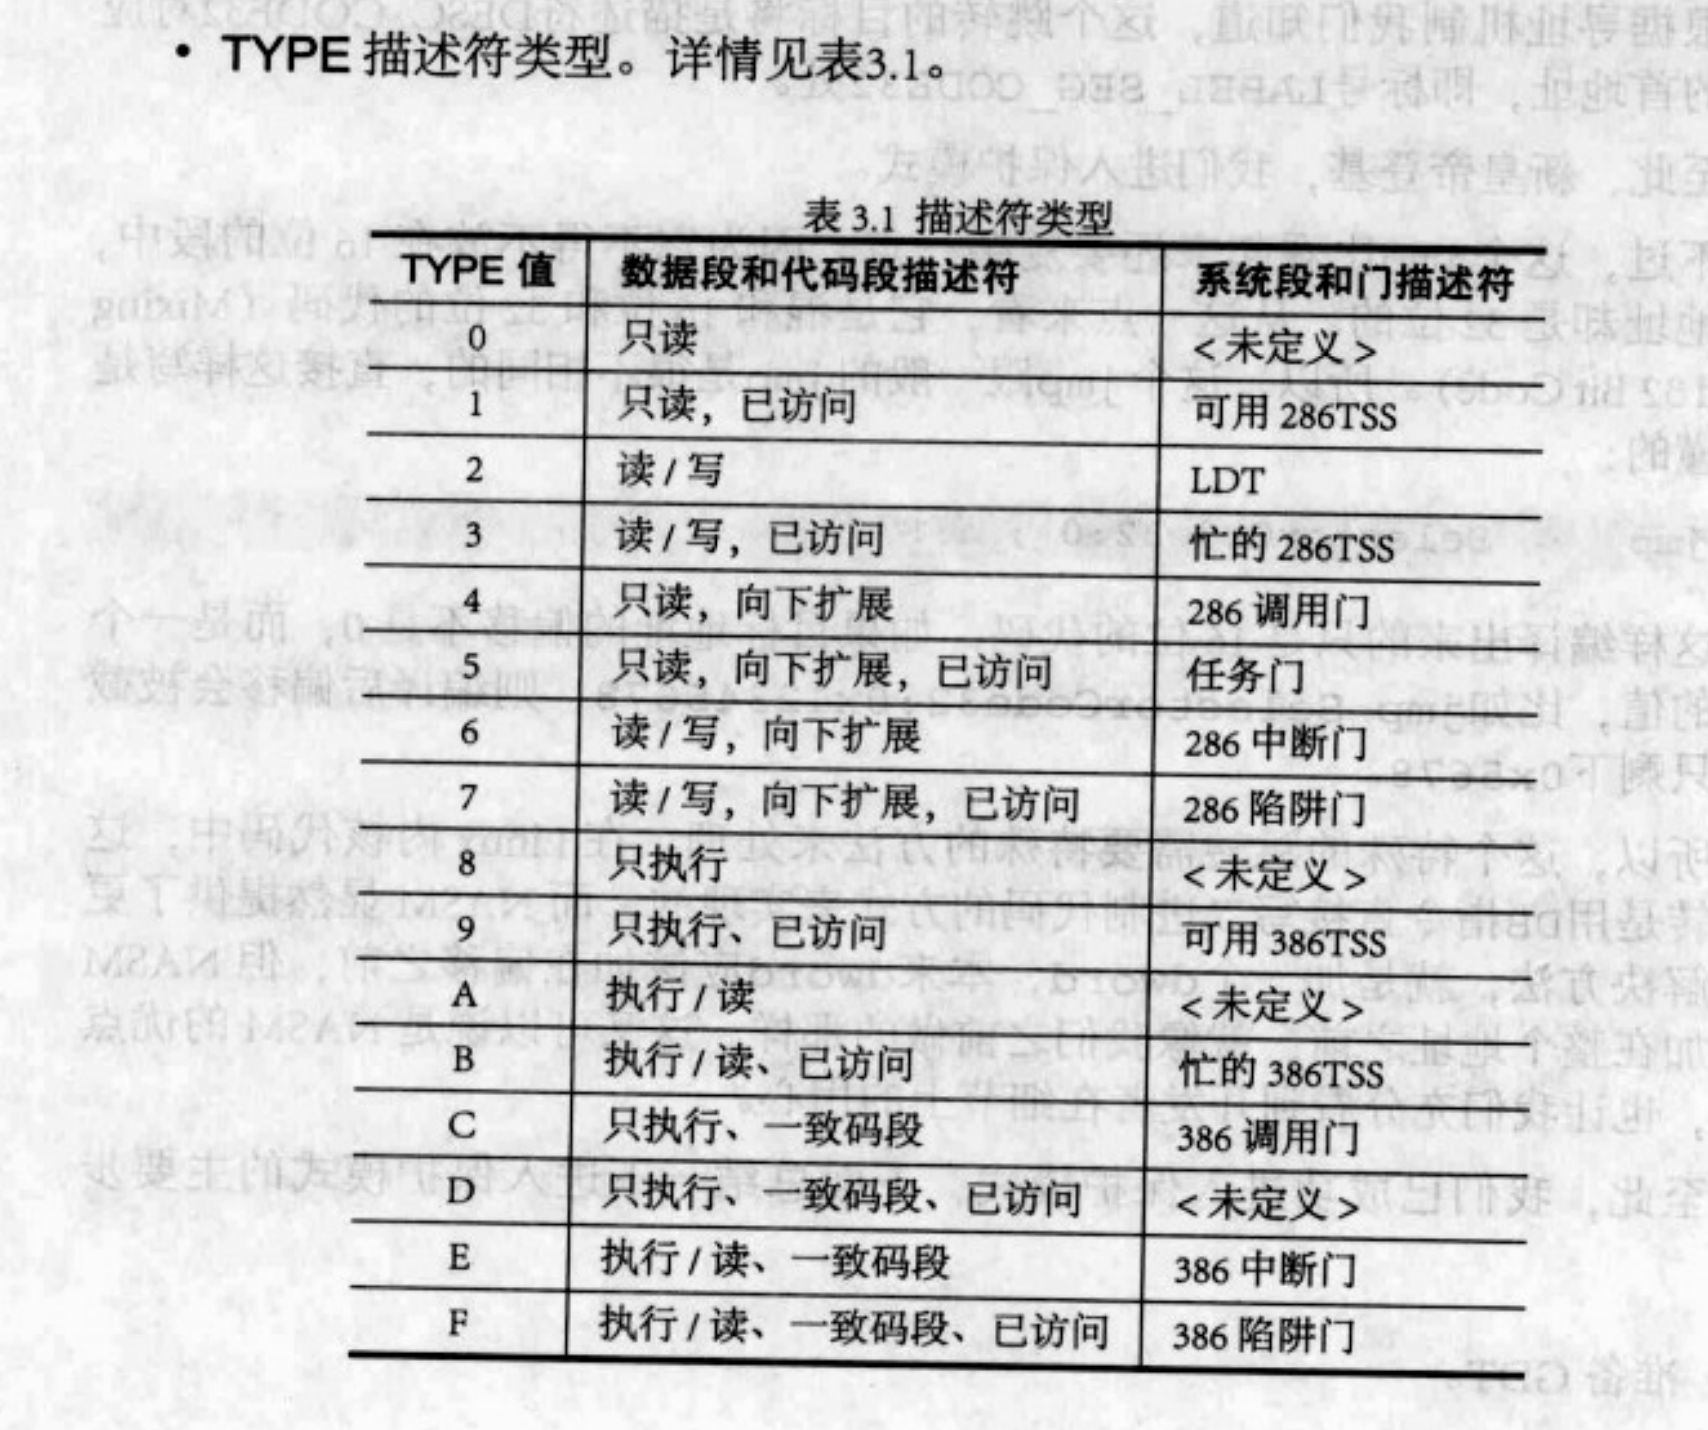 • TYPE 描述符类型。详情见表3.1。
表 3.1 描述符类型
TYPE 值 数据段和代码段描述符 系统段和门描述符
0 只读 <未定义>
1 只读，已访问 可用 286TSS
2 读/写 LDT
3 读/写，已访问 忙的 286TSS
4 只读，向下扩展 286 调用门
5 只读，向下扩展，已访问 任务门
6 读/写，向下扩展 286 中断门
7 读/写，向下扩展，已访问 286 陷阱门
8 只执行 <未定义>
9 只执行、已访问 可用 386TSS
A 执行/读 <未定义>
B 执行/读、已访问 忙的 386TSS
C 只执行、一致码段 386 调用门
D 只执行、一致码段、已访问 <未定义>
E 执行/读、一致码段 386 中断门
F 执行/读、一致码段、已访问 386 陷阱门